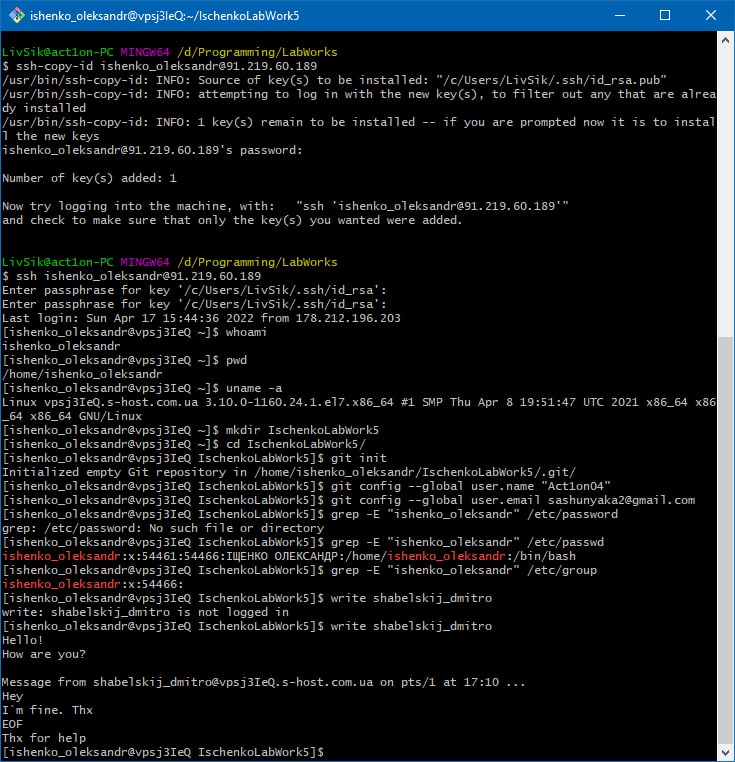 ishenko_oleksandr@vpsj3IeQ:~/IschenkoLabWork5
LivSik@act1on-PC MINGW64 /d/Programming/LabWorks
$ ssh-copy-id ishenko_oleksandr@91.219.60.189
/usr/bin/ssh-copy-id: INFO: Source of key(s) to be installed: "/c/Users/LivSik/.ssh/id_rsa.pub"
/usr/bin/ssh-copy-id: INFO: attempting to log in with the new key(s), to filter out any that are alrea
dy installed
/usr/bin/ssh-copy-id: INFO: 1 key(s) remain to be installed -- if you are prompted now it is to instal
l the new keys
ishenko_oleksandr@91.219.60.189's password:
Number of key(s) added: 1
Now try logging into the machine, with:   "ssh 'ishenko_oleksandr@91.219.60.189'"
and check to make sure that only the key(s) you wanted were added.
LivSik@act1on-PC MINGW64 /d/Programming/LabWorks
$ ssh ishenko_oleksandr@91.219.60.189
Enter passphrase for key '/c/Users/LivSik/.ssh/id_rsa':
Enter passphrase for key '/c/Users/LivSik/.ssh/id_rsa':
Last login: Sun Apr 17 15:44:36 2022 from 178.212.196.203
[ishenko_oleksandr@vpsj3IeQ ~]$ whoami
ishenko_oleksandr
[ishenko_oleksandr@vpsj3IeQ ~]$ pwd
/home/ishenko_oleksandr
[ishenko_oleksandr@vpsj3IeQ ~]$ uname -a
Linux vpsj3IeQ.s-host.com.ua 3.10.0-1160.24.1.el7.x86_64 #1 SMP Thu Apr 8 19:51:47 UTC 2021 x86_64 x86
_64 x86_64 GNU/Linux
[ishenko_oleksandr@vpsj3IeQ ~]$ mkdir IschenkoLabWork5
[ishenko_oleksandr@vpsj3IeQ ~]$ cd IschenkoLabWork5/
[ishenko_oleksandr@vpsj3IeQ IschenkoLabWork5]$ git init
Initialized empty Git repository in /home/ishenko_oleksandr/IschenkoLabWork5/.git/
[ishenko_oleksandr@vpsj3IeQ IschenkoLabWork5]$ git config --global user.name "Act1on04"
[ishenko_oleksandr@vpsj3IeQ IschenkoLabWork5]$ git config --global user.email sashunyaka2@gmail.com
[ishenko_oleksandr@vpsj3IeQ IschenkoLabWork5]$ grep -E "ishenko_oleksandr" /etc/password
grep: /etc/password: No such file or directory
[ishenko_oleksandr@vpsj3IeQ IschenkoLabWork5]$ grep -E "ishenko_oleksandr" /etc/passwd
ishenko_oleksandr:x:54461:54466:ІЩЕНКО ОЛЕКСАНДР:/home/ishenko_oleksandr:/bin/bash
[ishenko_oleksandr@vpsj3IeQ IschenkoLabWork5]$ grep -E "ishenko_oleksandr" /etc/group
ishenko_oleksandr:x:54466:
[ishenko_oleksandr@vpsj3IeQ IschenkoLabWork5]$ write shabelskij_dmitro
write: shabelskij_dmitro is not logged in
[ishenko_oleksandr@vpsj3IeQ IschenkoLabWork5]$ write shabelskij_dmitro
Hello!
How are you?
Message from shabelskij_dmitro@vpsj3IeQ.s-host.com.ua on pts/1 at 17:10 ...
Hey
I`m fine. Thx
EOF
Thx for help
[ishenko_oleksandr@vpsj3IeQ IschenkoLabWork5]$